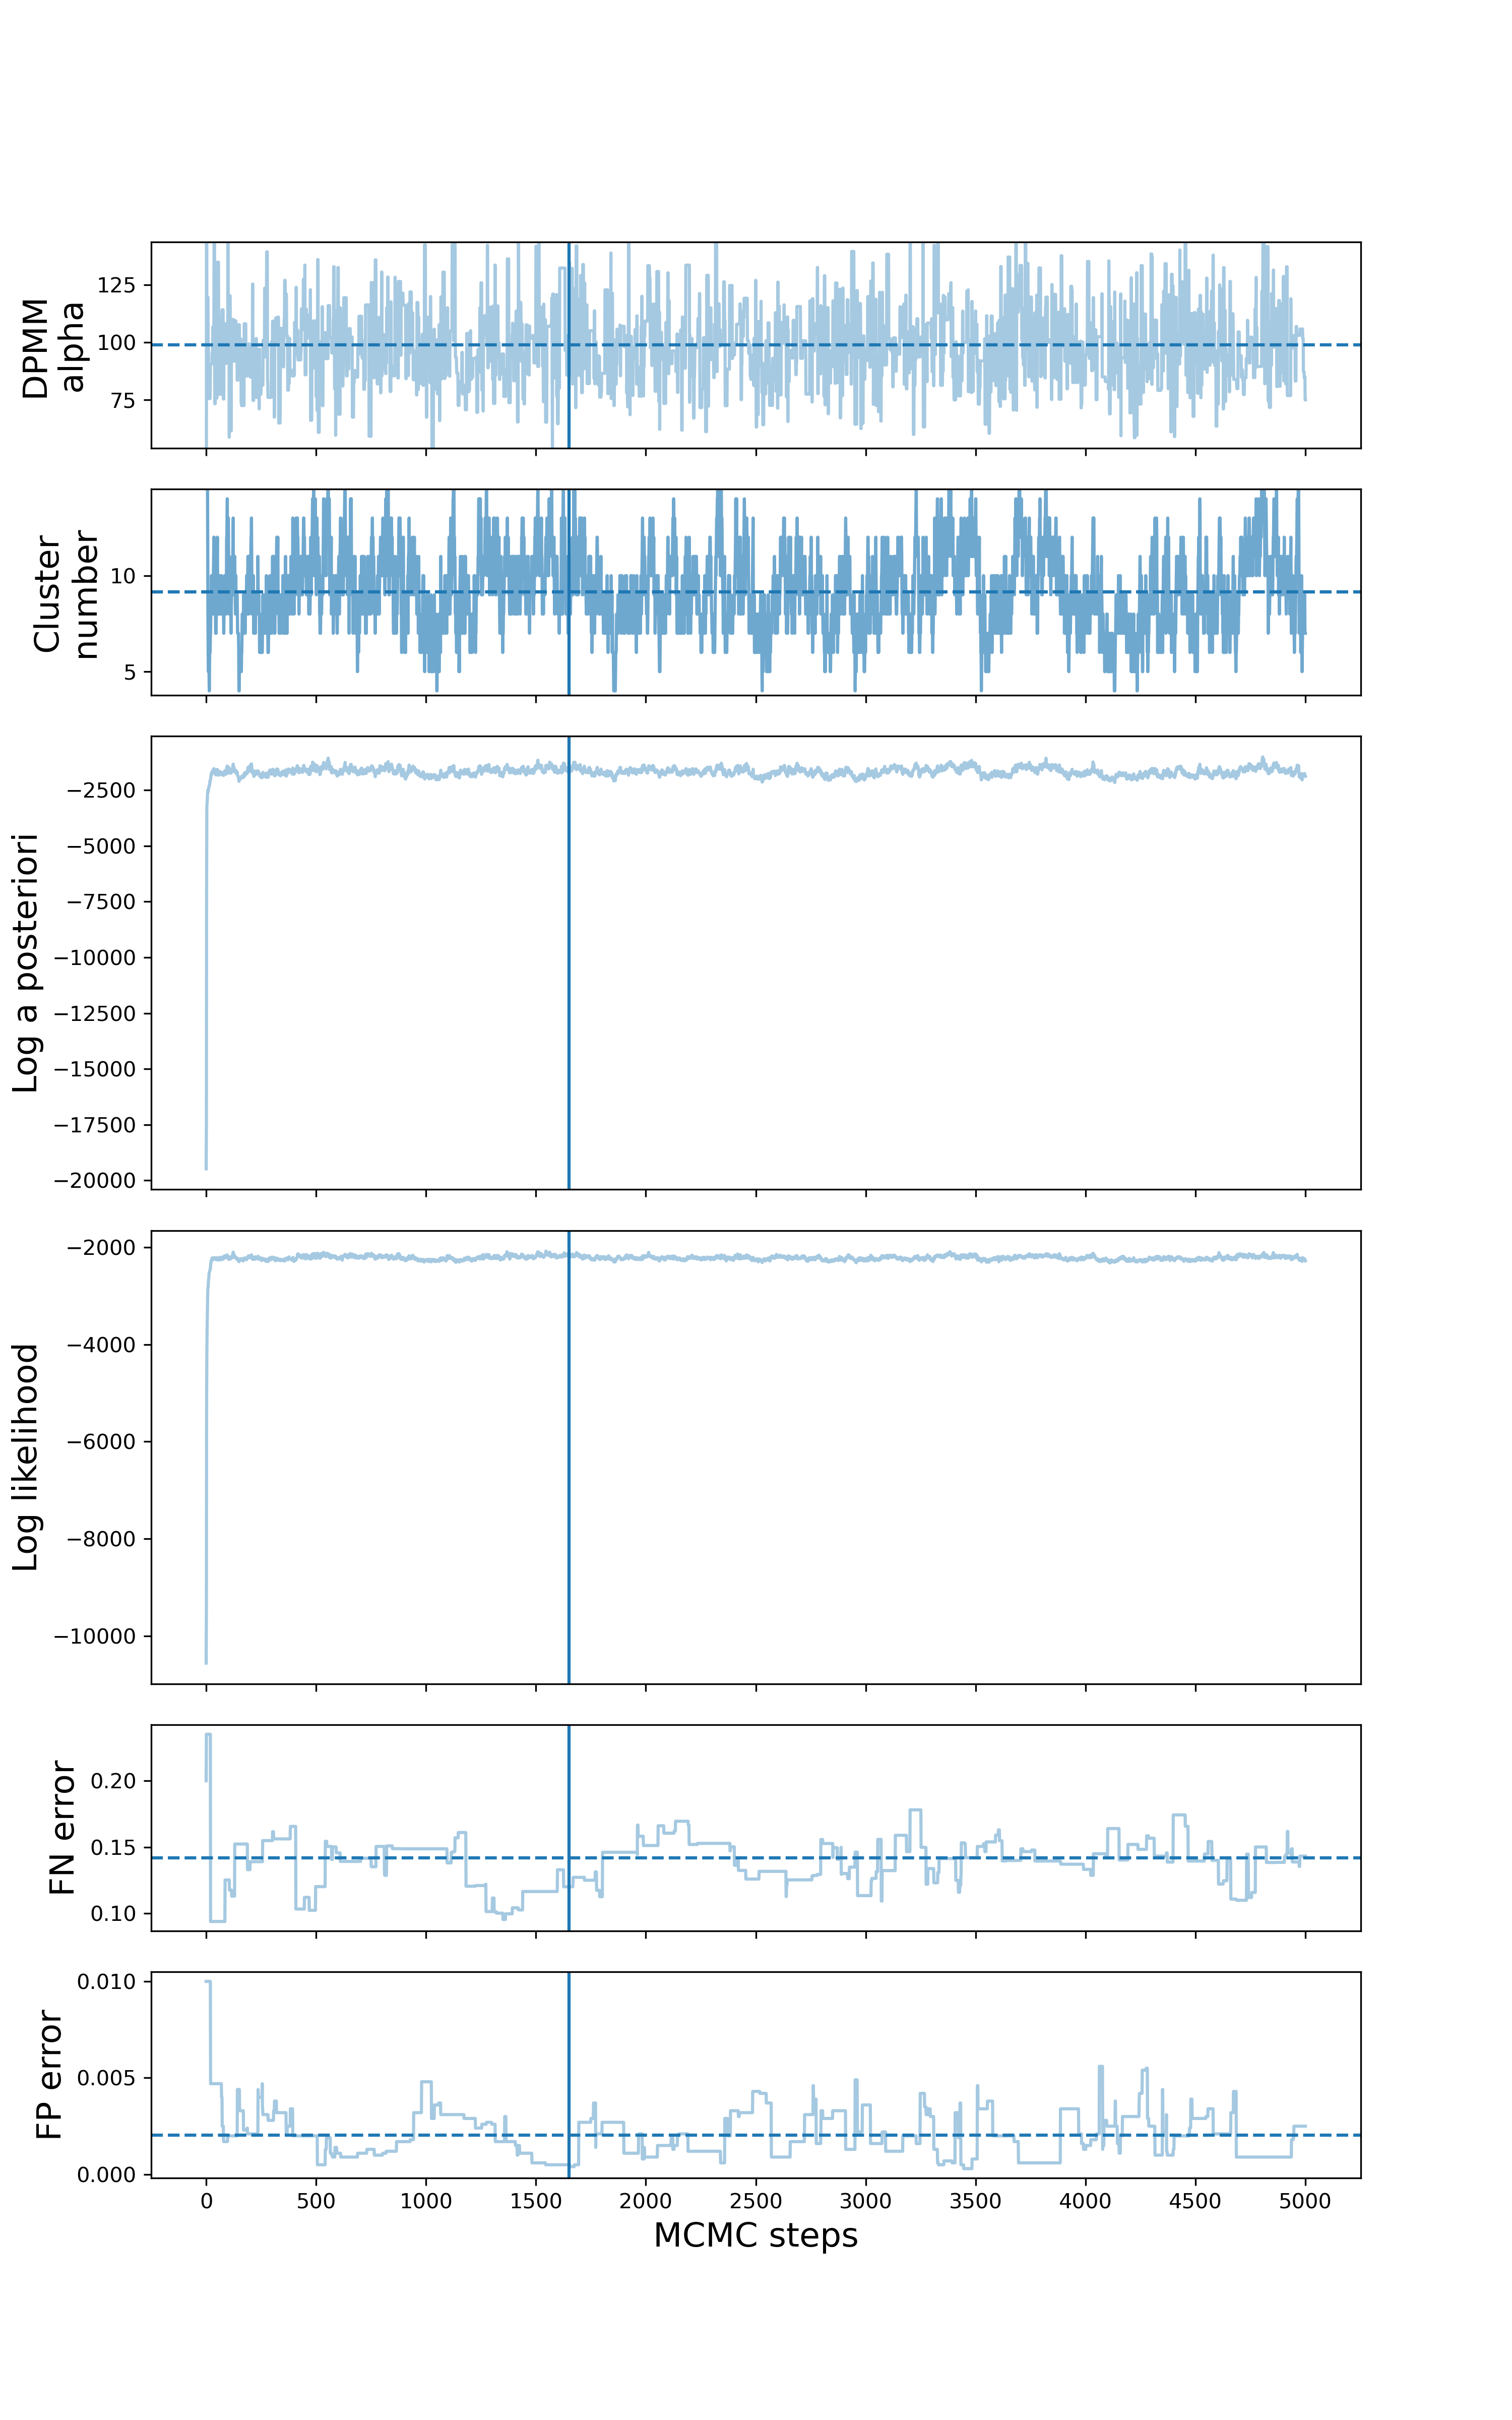 DPMM
alpha
125
100
75
Cluster
number
10
5
Log a posteriori
−2500
−5000
−7500
−10000
−12500
−15000
−17500
−20000
Log likelihood
−2000
−4000
−6000
−8000
−10000
FN error
0.20
0.15
0.10
FP error
0.010
0.005
0.000
0 500 1000 1500 2000 2500 3000 3500 4000 4500 5000
MCMC steps